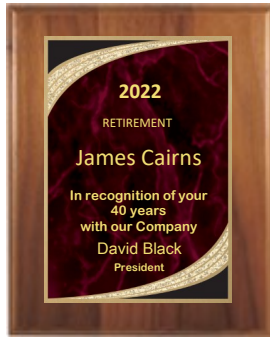 2022
RETIREMENT
James Cairns
In recognition of your
40 years
with our Company
David Black
President